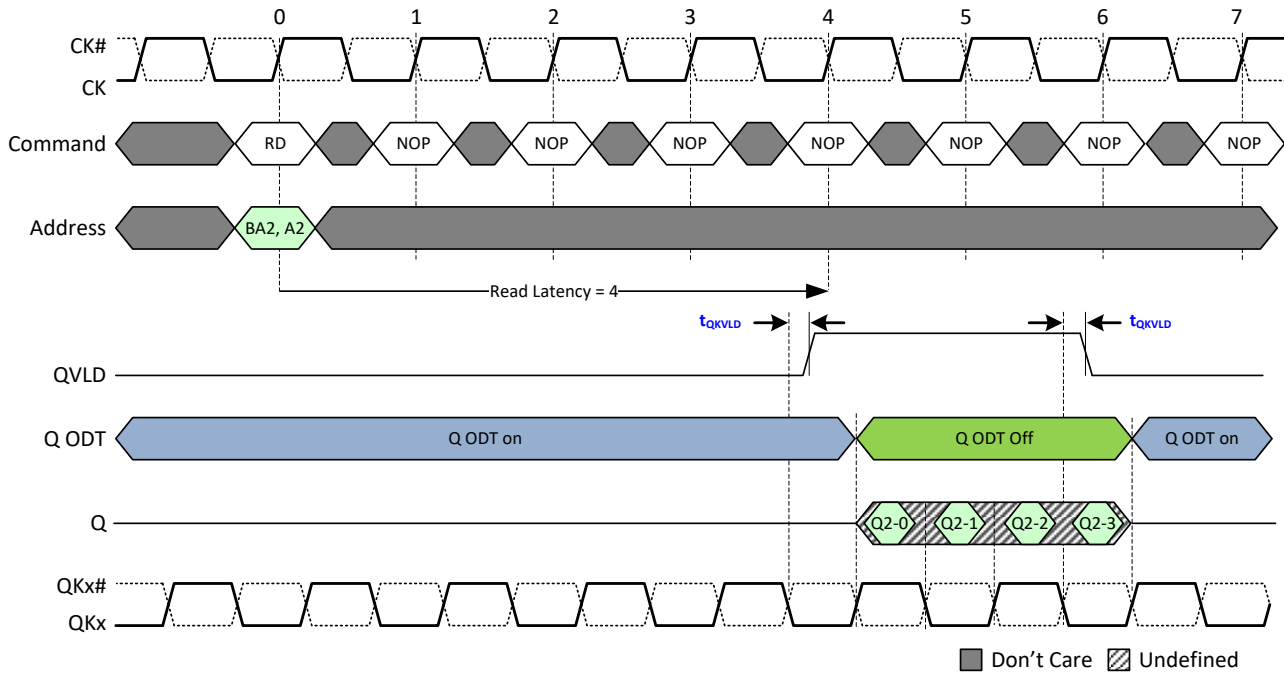 0 1 2 3 4 5 6 7
CK#
CK
Command RD NOP NOP NOP NOP NOP NOP NOP
Address BA2, A2
Read Latency = 4
tQKVLD tQKVLD
QVLD
Q ODT Q ODT on Q ODT Off Q ODT on
Q Q2-0 Q2-1 Q2-2 Q2-3
QKx#
QKx
Don't Care Undefined